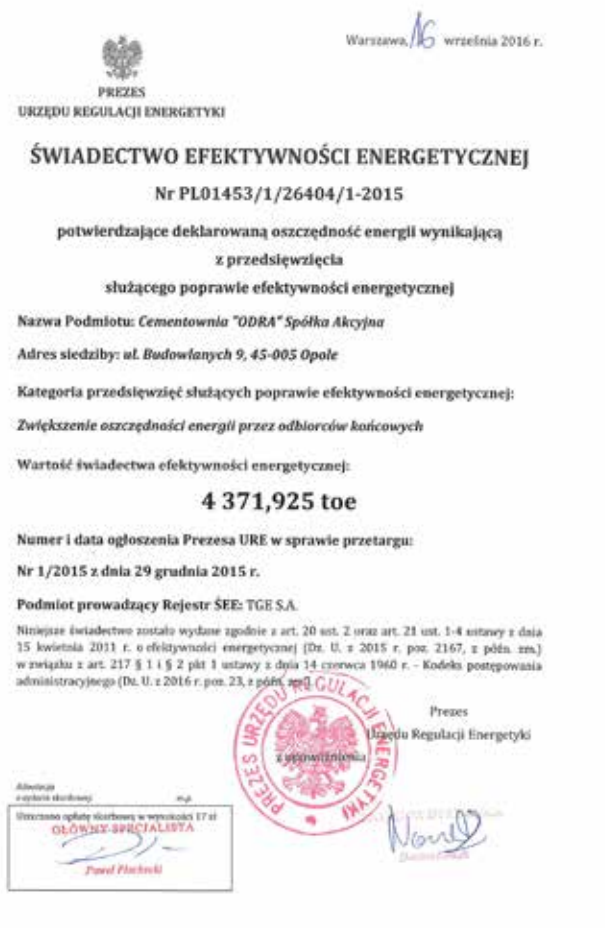 Warszawa, 16 września 2016 r.
PREZES
URZĘDU REGULACJI ENERGETYKI
ŚWIADECTWO EFEKTYWNOŚCI ENERGETYCZNEJ
Nr PL01453/1/26404/1-2015
potwierdzające deklarowaną oszczędność energii wynikającą
z przedsięwzięcia
służącego poprawie efektywności energetycznej
Nazwa Podmiotu: Cementownia "ODRA" Spółka Akcyjna
Adres siedziby: ul. Budowlanych 9, 45-005 Opole
Kategoria przedsięwzięć służących poprawie efektywności energetycznej:
Zwiększenie oszczędności energii przez odbiorców końcowych
Wartość świadectwa efektywności energetycznej:
4 371,925 toe
Numer i data ogłoszenia Prezesa URE w sprawie przetargu:
Nr 1/2015 z dnia 29 grudnia 2015 r.
Podmiot prowadzący Rejestr ŚEE: TGE S.A.
Niniejsze świadectwo zostało wydane zgodnie z art. 20 ust. 2 oraz art. 21 ust. 1-4 ustawy z dnia
15 kwietnia 2011 r. o efektywności energetycznej (Dz. U. z 2015 r. poz. 2167, z późn. zm.)
w związku z art. 217 § 1 i § 2 pkt 1 ustawy z dnia 14 czerwca 1960 r. - Kodeks postępowania
administracyjnego (Dz. U. z 2016 r. poz. 23, z późn. zm.)
PREZES URZĘDU REGULACJI ENERGETYKI
Prezes
Urzędu Regulacji Energetyki
z upoważnienia
Adnotacja
o opłacie skarbowej m.p.
Uiszczono opłatę skarbową w wysokości 17 zł
GŁÓWNY SPECJALISTA
Paweł Płachecki